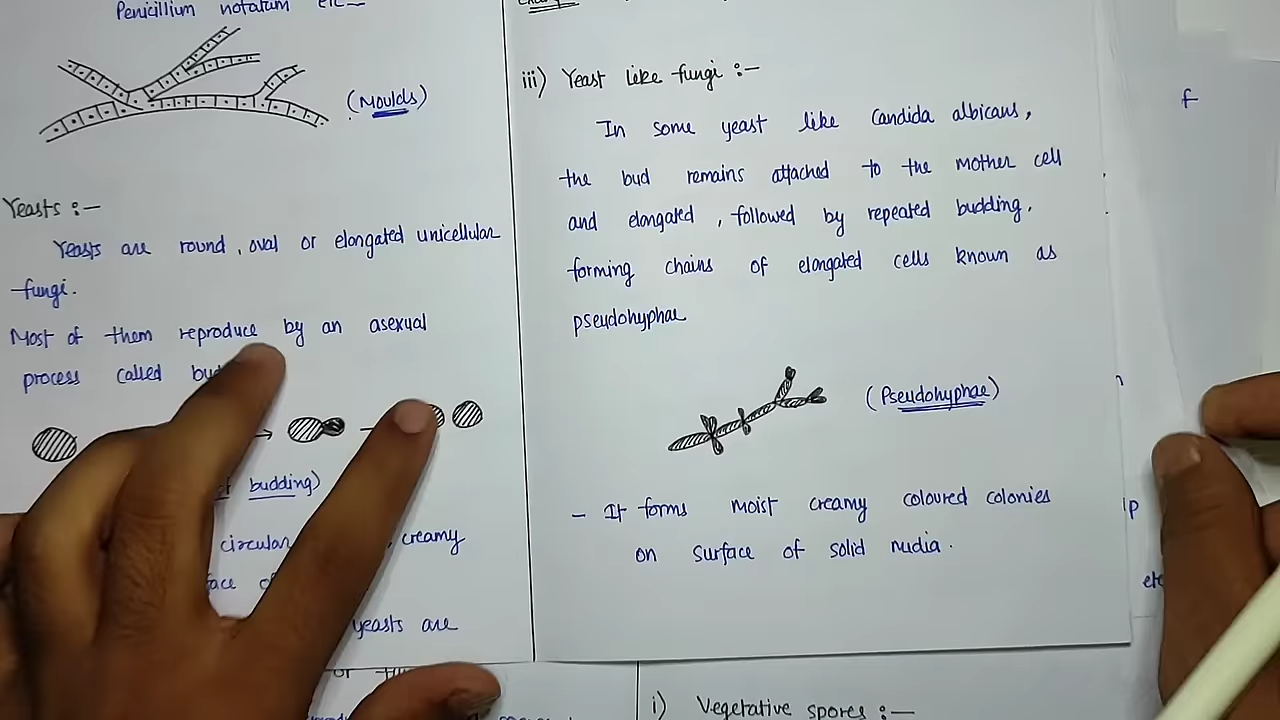 Penicillium notatum etc
(Moulds)
Yeasts :-
Yeasts are round, oval or elongated unicellular
fungi.
Most of them reproduce by an asexual
process called
budding)
circular creamy
yeasts are
iii) Yeast like fungi :-
In some yeast like Candida albicans,
the bud remains attached to the mother cell
and elongated, followed by repeated budding,
forming chains of elongated cells known as
pseudohyphae
(Pseudohyphae)
- It forms moist creamy coloured colonies
on surface of solid media.
i) Vegetative spores :-
f